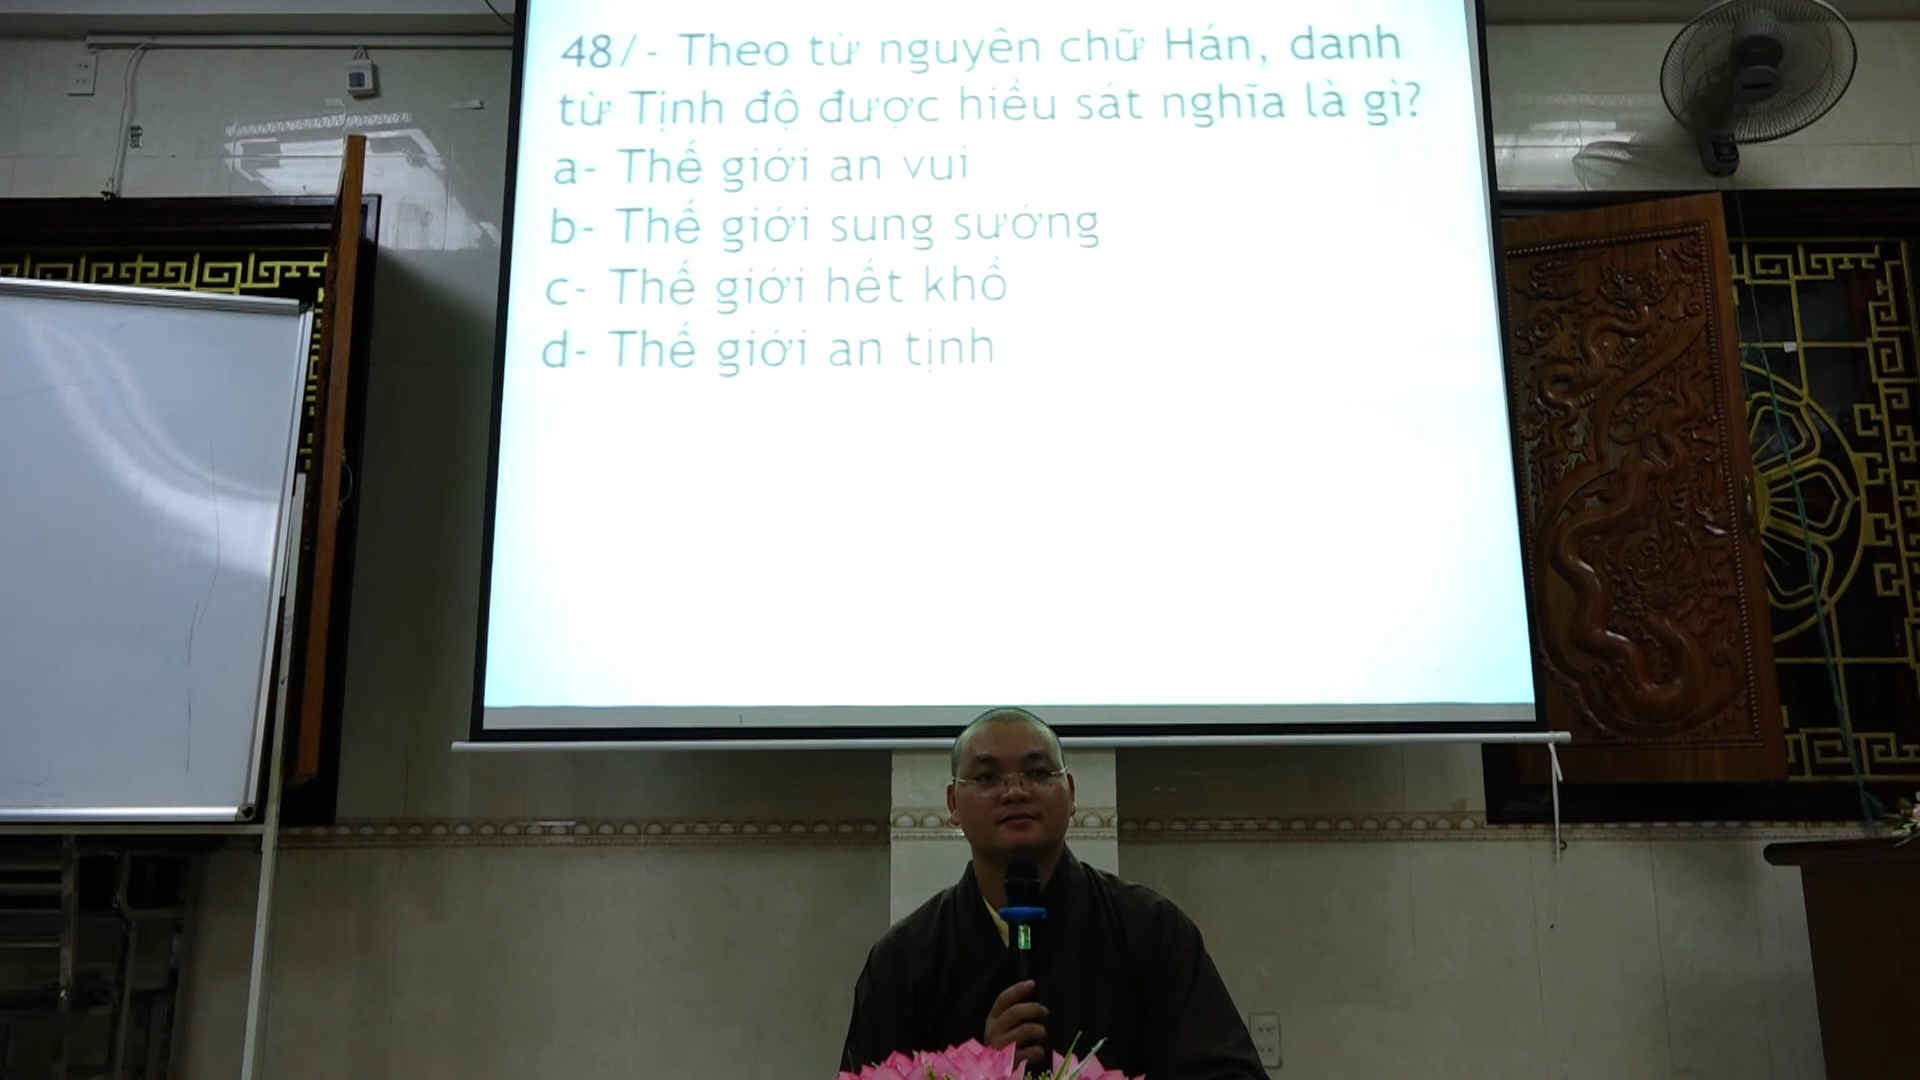 48/- Theo từ nguyên chữ Hán, danh
từ Tịnh độ được hiểu sát nghĩa là gì?
a- Thế giới an vui
b- Thế giới sung sướng
c- Thế giới hết khổ
d- Thế giới an tịnh